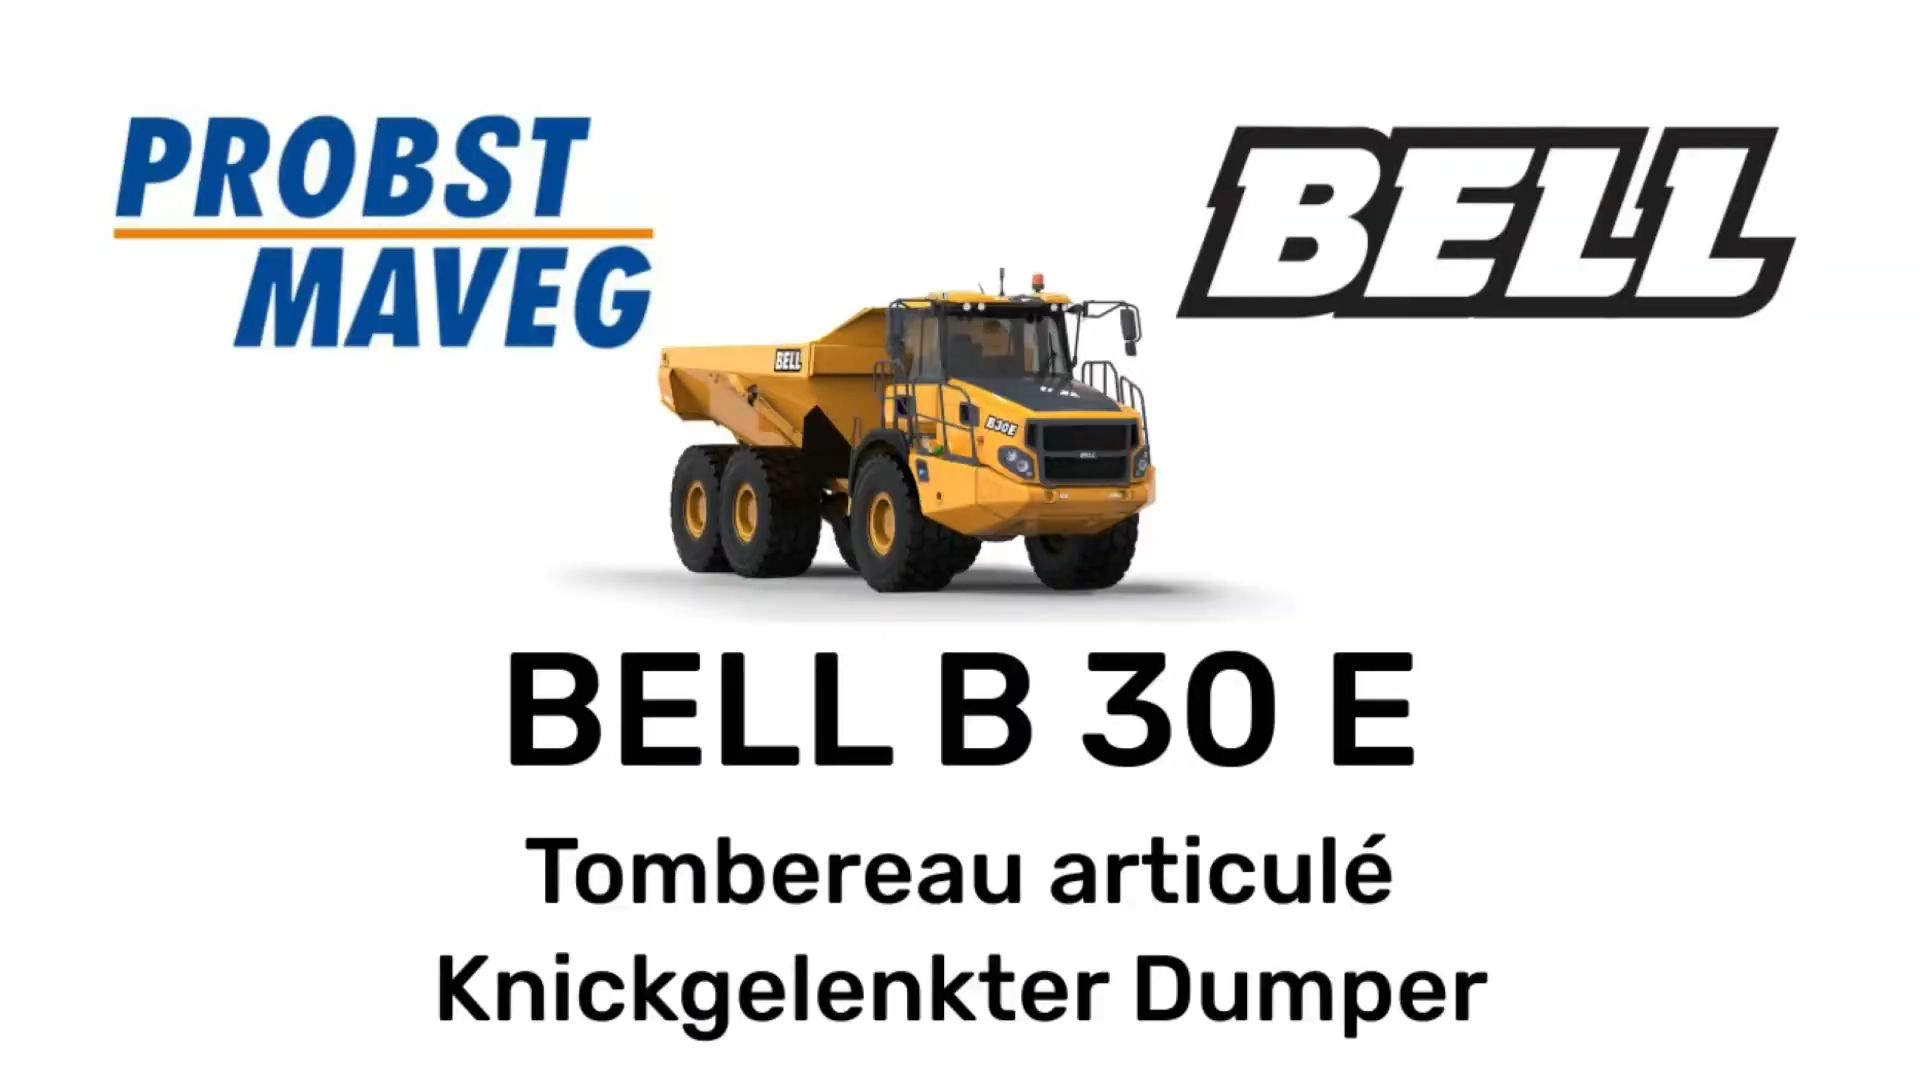 PROBST
MAVEG
BELL
BELL
B30E
BELL
BELL B 30 E
Tombereau articulé
Knickgelenkter Dumper